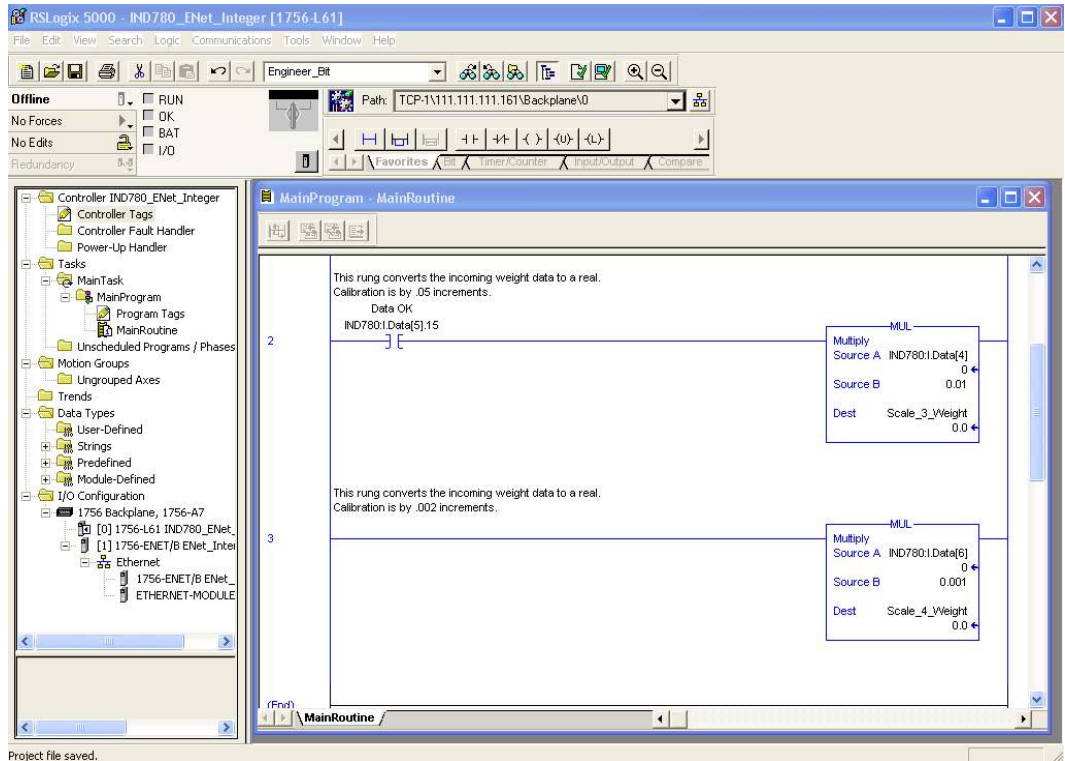 RSLogix 5000 - IND780_ENet_Integer [1756-L61]
File Edit View Search Logic Communications Tools Window Help
Engineer_Bit
Offline
RUN
No Forces
OK
No Edits
BAT
Redundancy
I/O
Path: TCP-1\111.111.111.161\Backplane\0
Favorites Bit Timer/Counter Input/Output Compare
Controller IND780_ENet_Integer
Controller Tags
Controller Fault Handler
Power-Up Handler
Tasks
MainTask
MainProgram
Program Tags
MainRoutine
Unscheduled Programs / Phases
Motion Groups
Ungrouped Axes
Trends
Data Types
User-Defined
Strings
Predefined
Module-Defined
I/O Configuration
1756 Backplane, 1756-A7
[0] 1756-L61 IND780_ENet_
[1] 1756-ENET/B ENet_Inte
Ethernet
1756-ENET/B ENet_
ETHERNET-MODULE
MainProgram - MainRoutine
This rung converts the incoming weight data to a real.
Calibration is by .05 increments.
Data OK
IND780:I.Data[5].15
2
MUL
Multiply
Source A IND780:I.Data[4]
0
Source B 0.01
Dest Scale_3_Weight
0.0
This rung converts the incoming weight data to a real.
Calibration is by .002 increments.
3
MUL
Multiply
Source A IND780:I.Data[6]
0
Source B 0.001
Dest Scale_4_Weight
0.0
(End)
MainRoutine
Project file saved.